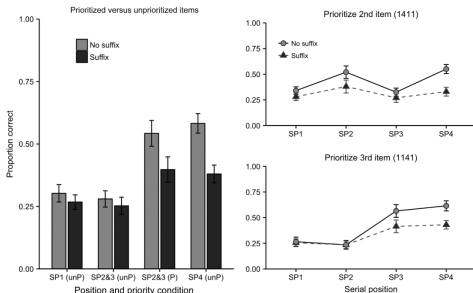 Prioritized versus unprioritized items
1.00
0.75
0.50
0.25
0.00
Proportion correct
No suffix
Suffix
SP1 (unP) SP2&3 (unP) SP2&3 (P) SP4 (unP)
Position and priority condition
Prioritize 2nd item (1411)
1.00
0.75
0.50
0.25
0.00
No suffix
Suffix
SP1 SP2 SP3 SP4
Prioritize 3rd item (1141)
1.00
0.75
0.50
0.25
0.00
SP1 SP2 SP3 SP4
Serial position